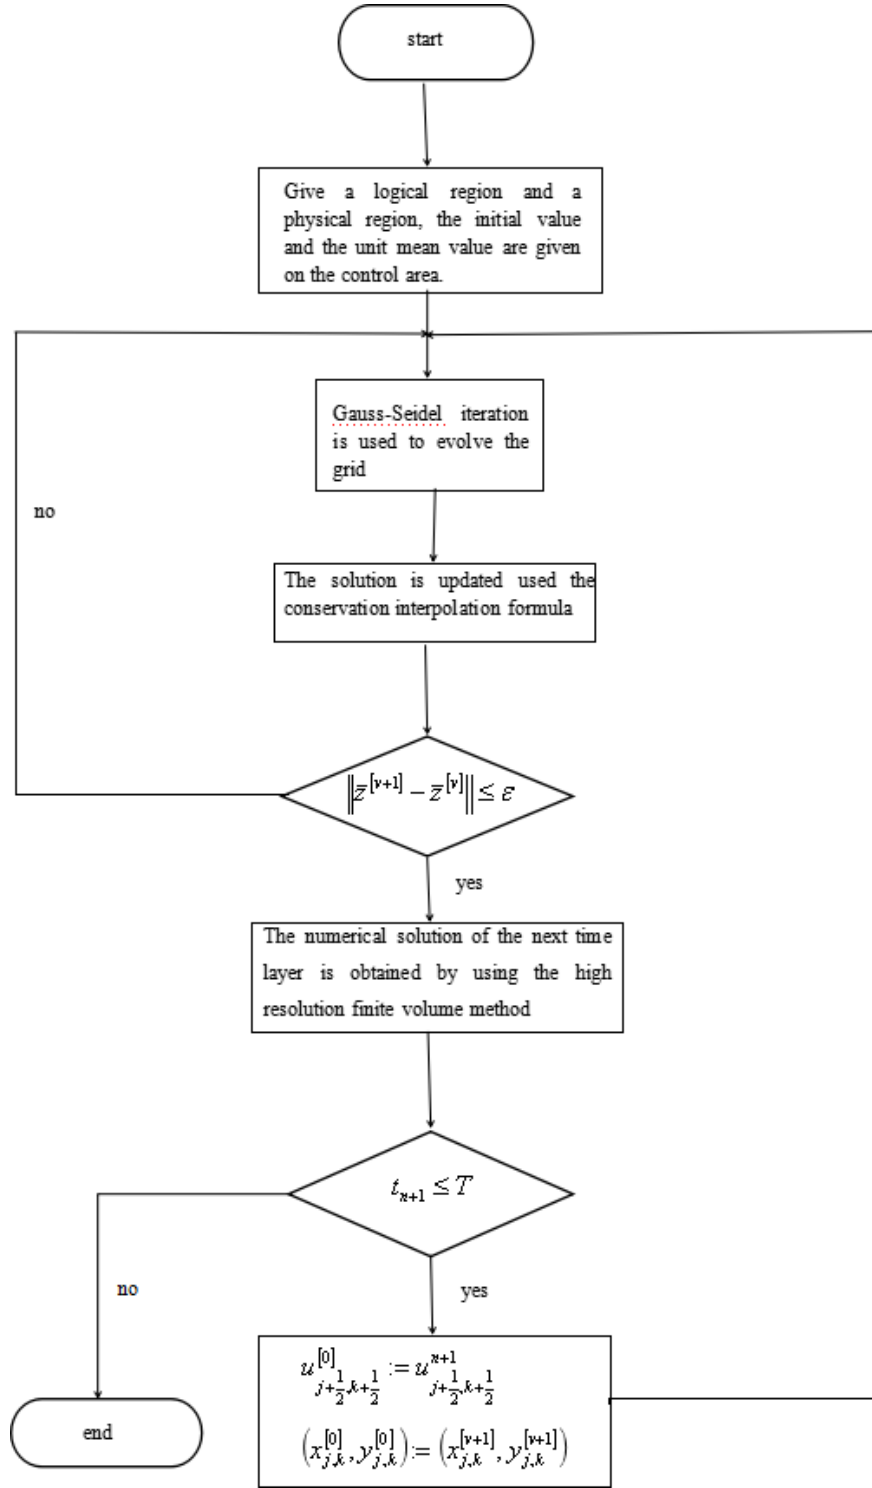 start
Give a logical region and a
physical region, the initial value
and the unit mean value are given
on the control area.
Gauss-Seidel iteration
is used to evolve the
grid
no
The solution is updated used the
conservation interpolation formula
‖z̄^[v+1] − z̄^[v]‖ ≤ ε
yes
The numerical solution of the next time
layer is obtained by using the high
resolution finite volume method
t_{n+1} ≤ T
no
yes
u^{[0]}_{j+1/2,k+1/2} := u^{n+1}_{j+1/2,k+1/2}
(x^{[0]}_{j,k}, y^{[0]}_{j,k}) := (x^{[v+1]}_{j,k}, y^{[v+1]}_{j,k})
end